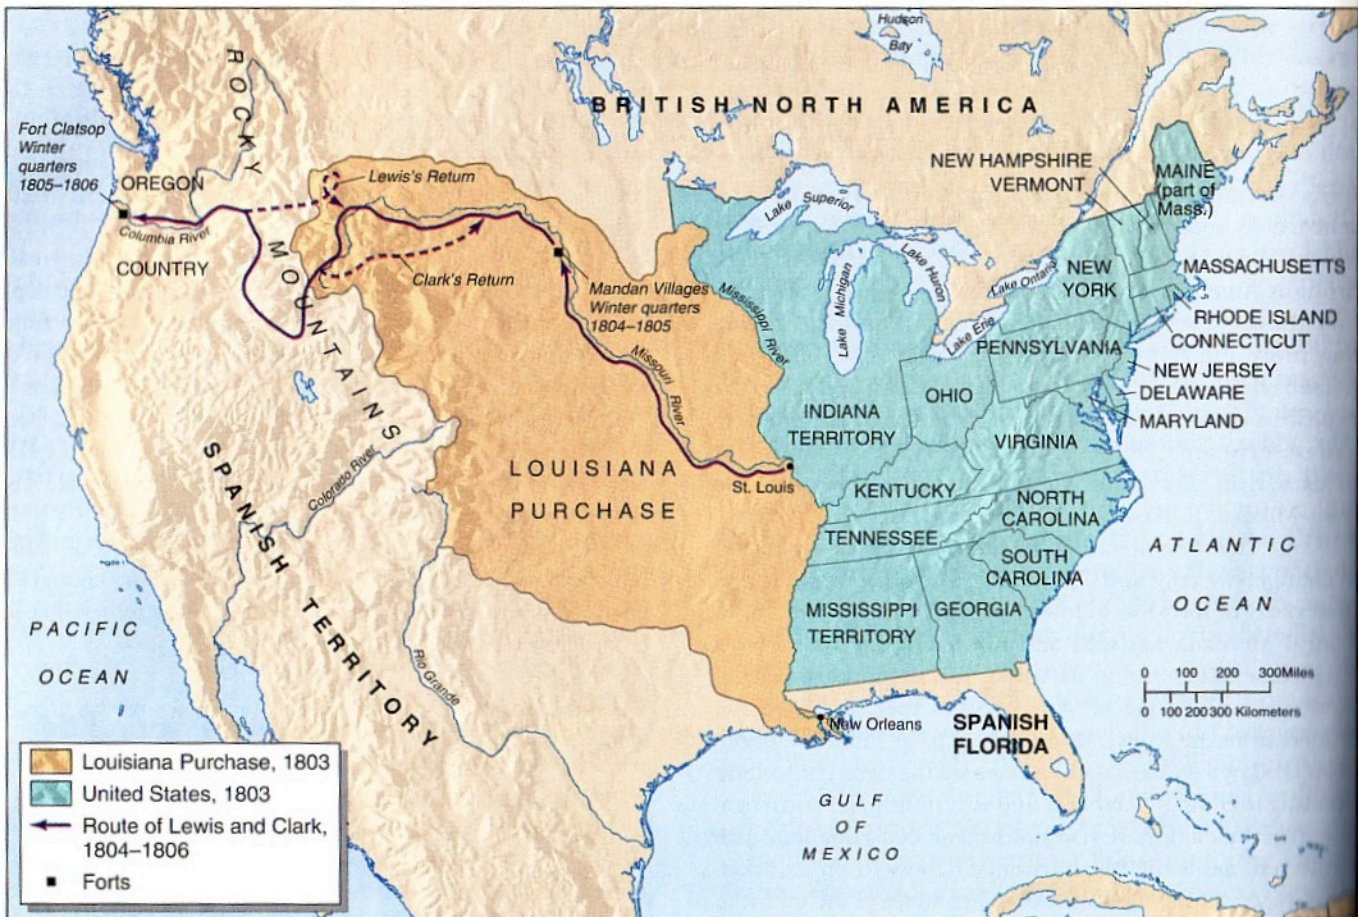 Hudson
Bay
BRITISH NORTH AMERICA
ROCKY
MOUNTAINS
Fort Clatsop
Winter
quarters
1805–1806
OREGON
COUNTRY
Columbia River
Lewis's Return
Clark's Return
Mandan Villages
Winter quarters
1804–1805
Missouri
River
Mississippi River
Lake Superior
Lake Michigan
Lake Huron
Lake Ontario
Lake Erie
NEW HAMPSHIRE
VERMONT
MAINE
(part of
Mass.)
NEW
YORK
MASSACHUSETTS
RHODE ISLAND
CONNECTICUT
PENNSYLVANIA
NEW JERSEY
DELAWARE
MARYLAND
OHIO
INDIANA
TERRITORY
VIRGINIA
LOUISIANA
PURCHASE
St. Louis
KENTUCKY
NORTH
CAROLINA
TENNESSEE
SOUTH
CAROLINA
MISSISSIPPI
TERRITORY
GEORGIA
SPANISH TERRITORY
Colorado River
Rio Grande
New Orleans
SPANISH
FLORIDA
ATLANTIC
OCEAN
PACIFIC
OCEAN
GULF
OF
MEXICO
0 100 200 300 Miles
0 100 200 300 Kilometers
Louisiana Purchase, 1803
United States, 1803
Route of Lewis and Clark,
1804–1806
Forts